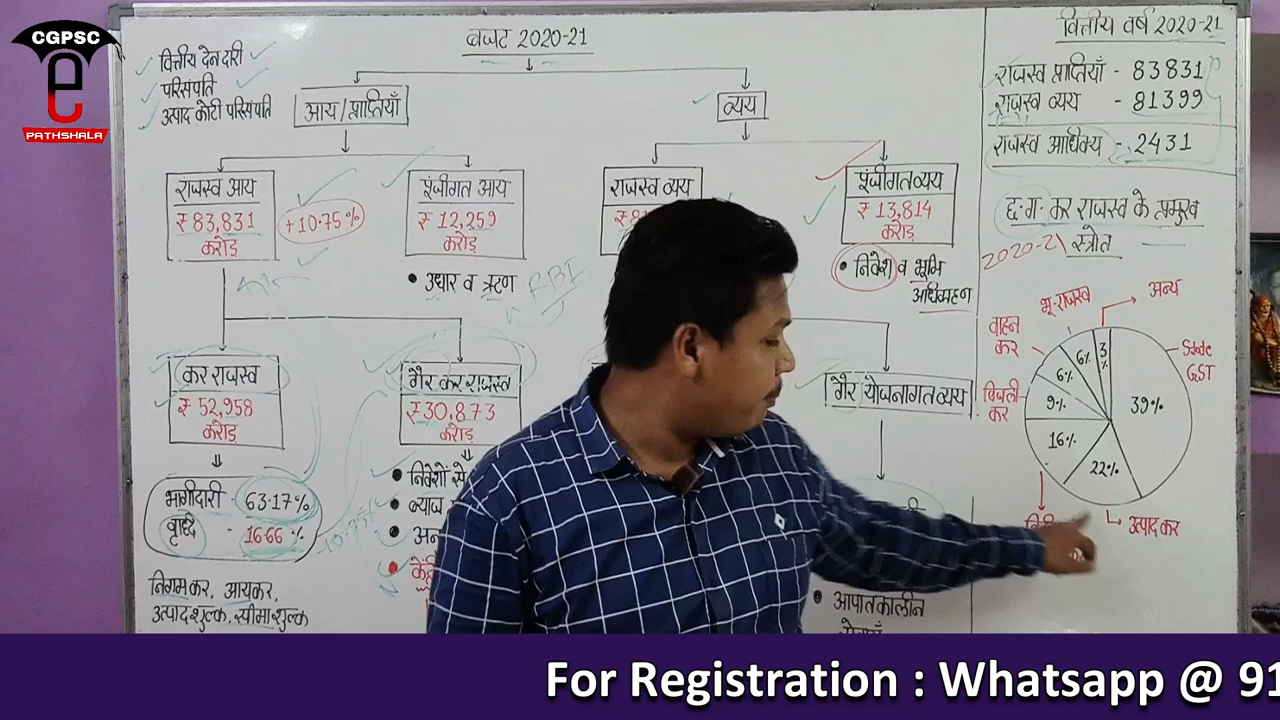 CGPSC
e
PATHSHALA
बजट 2020-21
वित्तीय देनदारी
परिसंपति
उत्पाद कोटी परिसंपति
आय/प्राप्तियाँ
व्यय
राजस्व आय
₹ 83,831
करोड़
+10.75%
पूंजीगत आय
₹ 12,259
करोड़
• उधार व ऋण
RBI
राजस्व व्यय
पूंजीगत व्यय
₹ 13,814
करोड़
• निवेश व भूमि
अधिग्रहण
कर राजस्व
₹ 52,958
करोड़
गैर कर राजस्व
₹ 30,873
करोड़
गैर योजनागत व्यय
भागीदारी - 63.17%
वृद्धि - 16.66 %
• निवेशों से
• ब्याज
निगम कर, आयकर,
उत्पाद शुल्क, सीमा शुल्क
• आपातकालीन
वित्तीय वर्ष 2020-21
राजस्व प्राप्तियाँ - 83831
राजस्व व्यय - 81399
राजस्व आधिक्य - 2431
छ.ग. कर राजस्व के प्रमुख
2020-21 स्त्रोत
भू-राजस्व
अन्य
वाहन
कर
State
GST
बिजली
कर
3%
6%
6%
9%
39%
16%
22%
उत्पाद कर
For Registration : Whatsapp @ 91